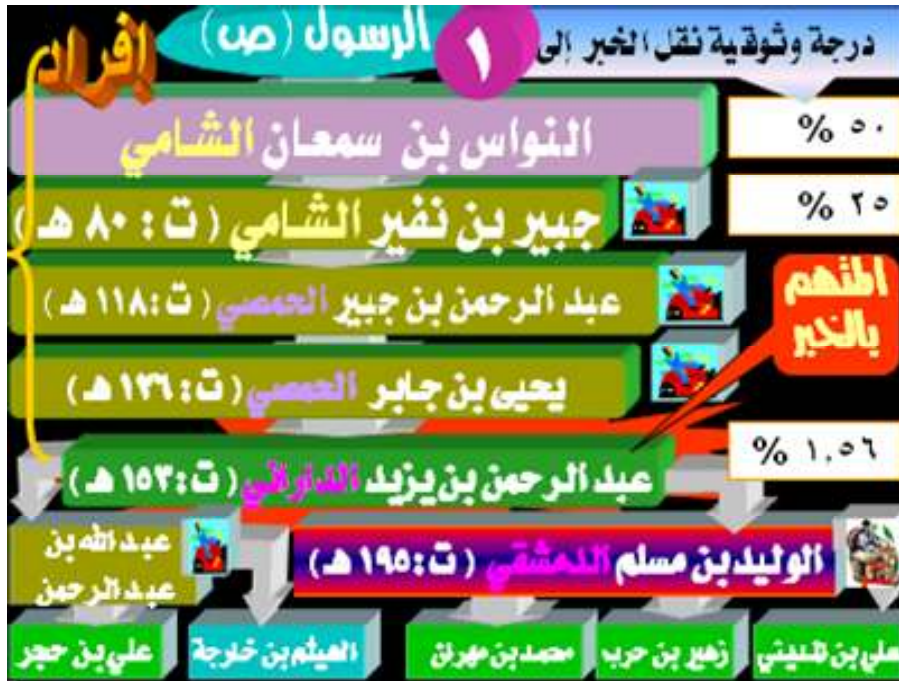 درجة وثوقية نقل الخبر إلى ١ الرسول (ص)
إفراد
النواس بن سمعان الشامي
٥٠ %
جبير بن نفير الشامي (ت: ٨٠ هـ)
٢٥ %
عبد الرحمن بن جبير الحمصي (ت: ١١٨ هـ)
المتهم
بالخبر
يحيى بن جابر الحمصي (ت: ١٣٦ هـ)
١.٥٦ %
عبد الرحمن بن يزيد الداراني (ت: ١٥٣ هـ)
عبد الله بن
عبد الرحمن
الوليد بن مسلم الدمشقي (ت: ١٩٥ هـ)
علي بن المديني
زهير بن حرب
محمد بن مهران
الهيثم بن خارجة
علي بن حجر